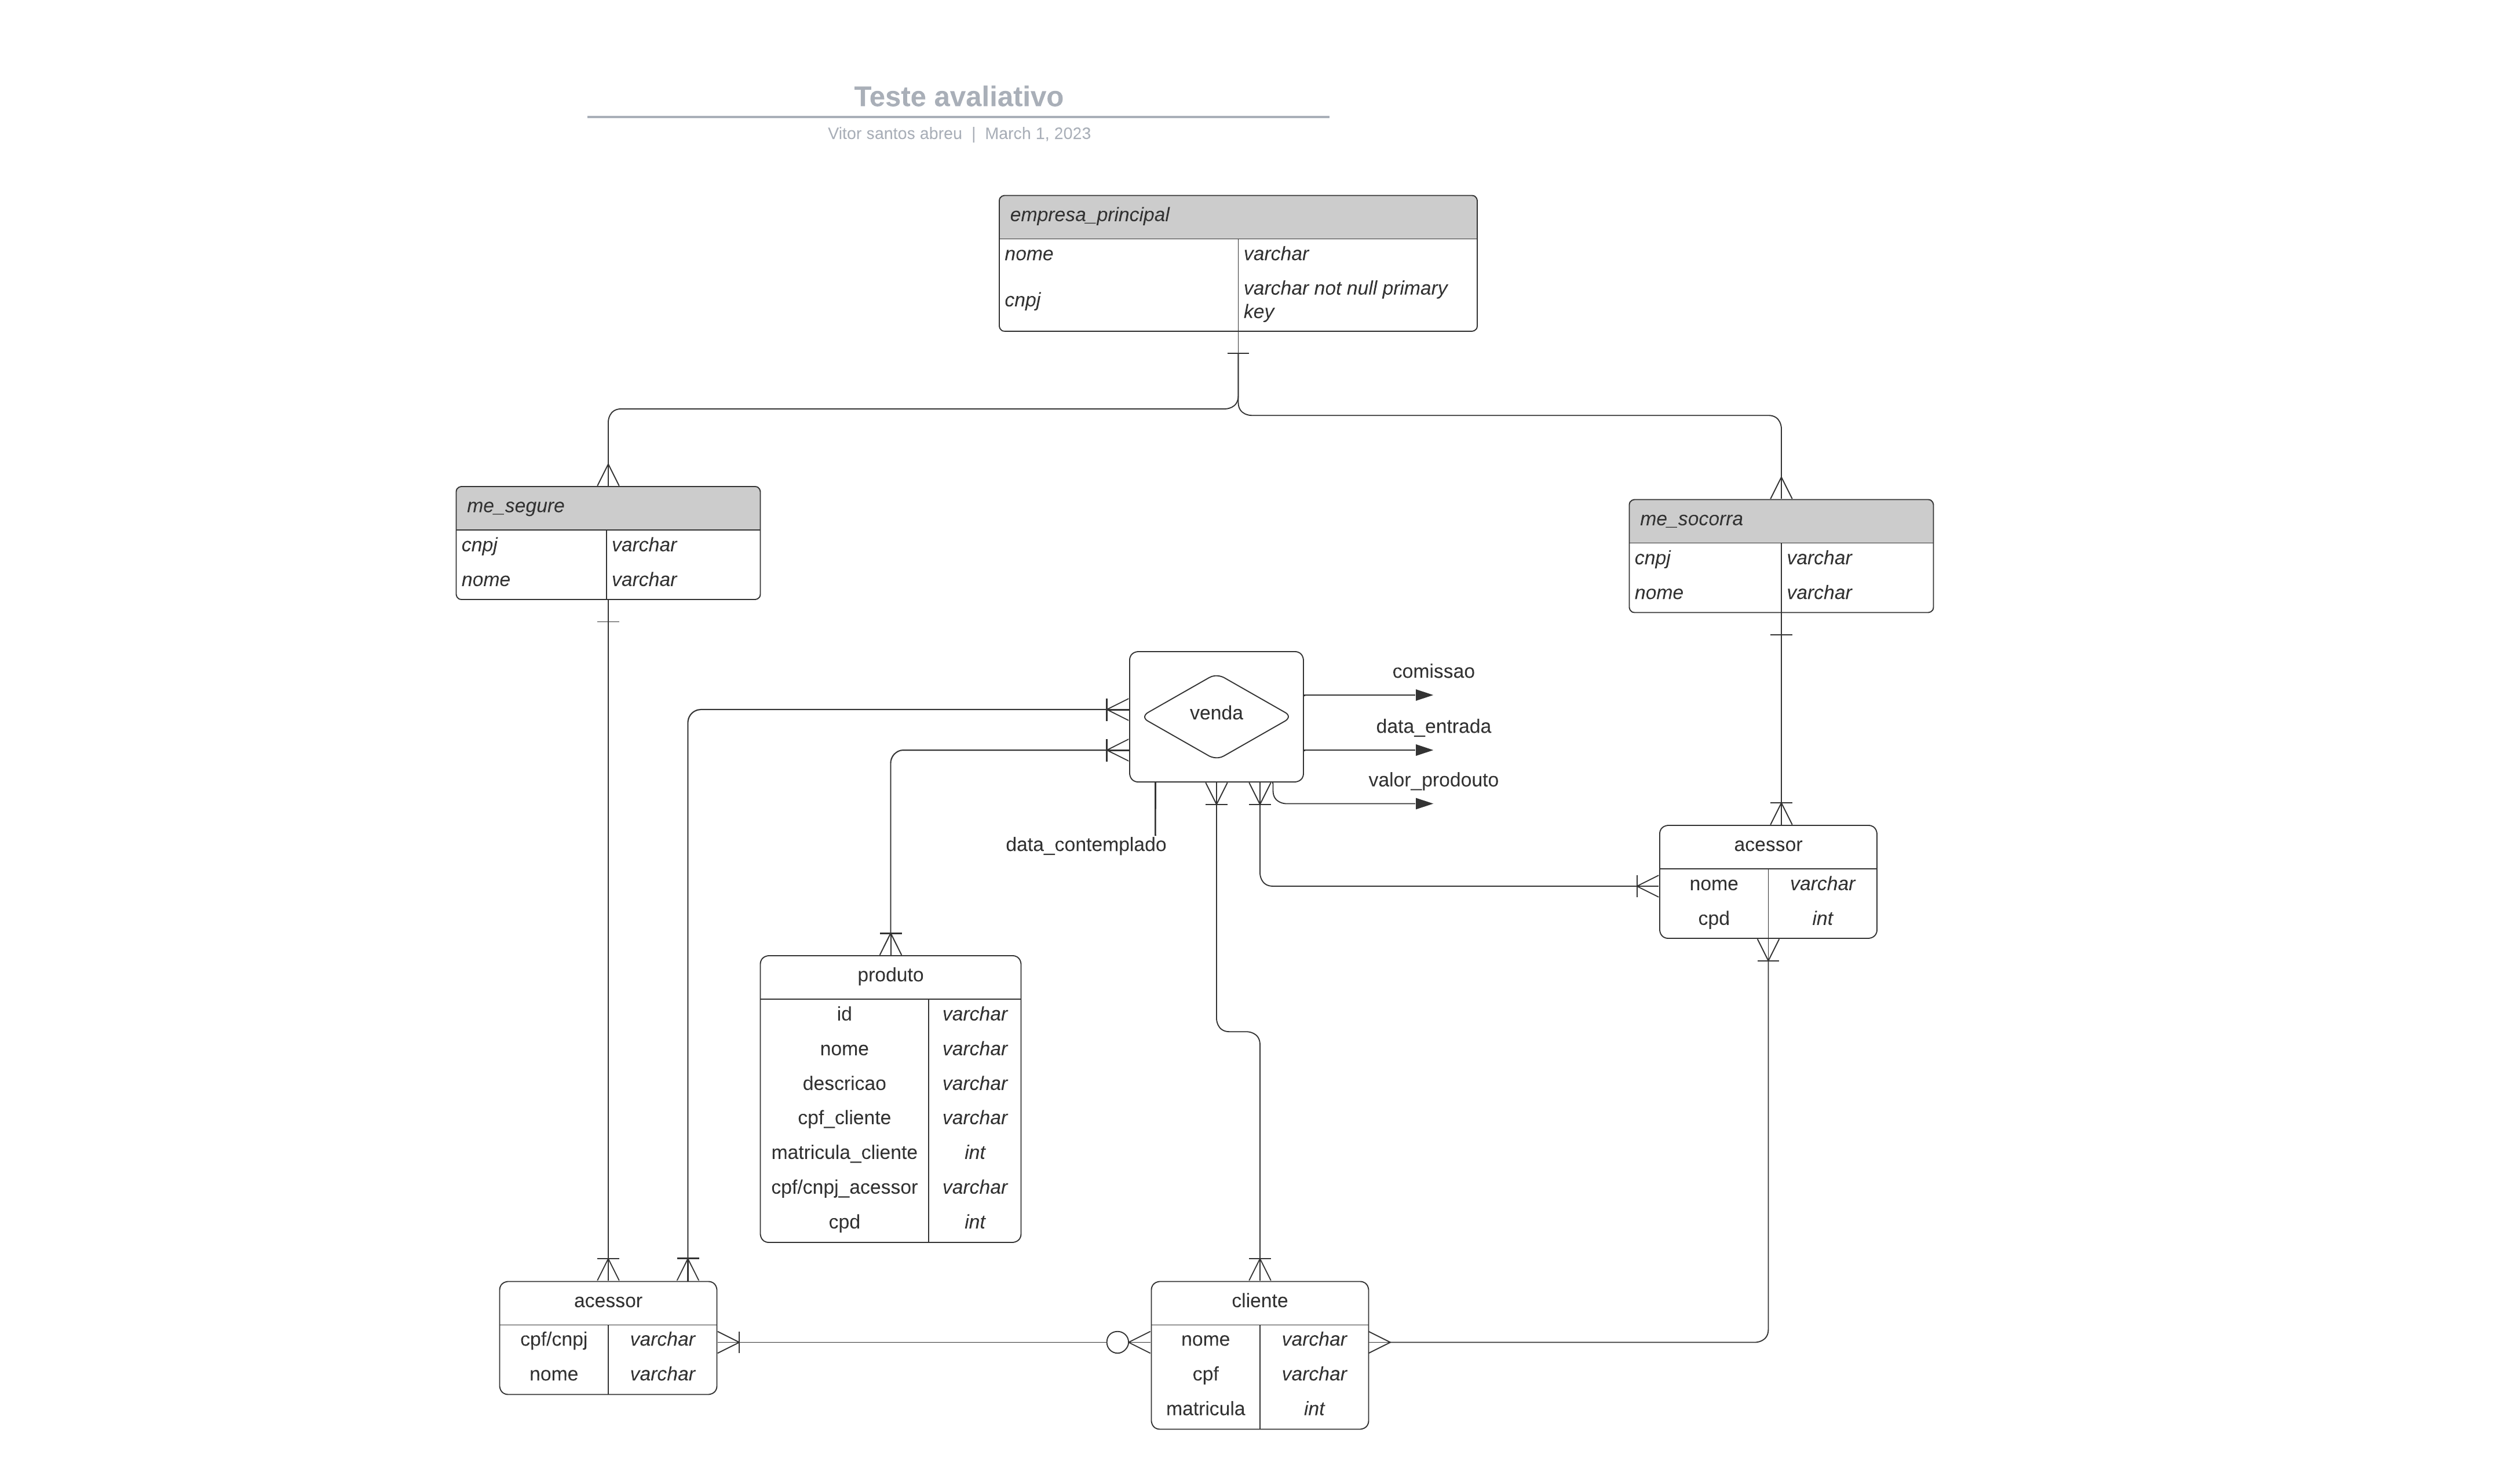 Teste avaliativo
Vitor santos abreu | March 1, 2023
empresa_principal
nome varchar
cnpj varchar not null primary
key
me_segure
cnpj varchar
nome varchar
me_socorra
cnpj varchar
nome varchar
venda
comissao
data_entrada
valor_prodouto
data_contemplado
acessor
nome varchar
cpd int
produto
id varchar
nome varchar
descricao varchar
cpf_cliente varchar
matricula_cliente int
cpf/cnpj_acessor varchar
cpd int
acessor
cpf/cnpj varchar
nome varchar
cliente
nome varchar
cpf varchar
matricula int